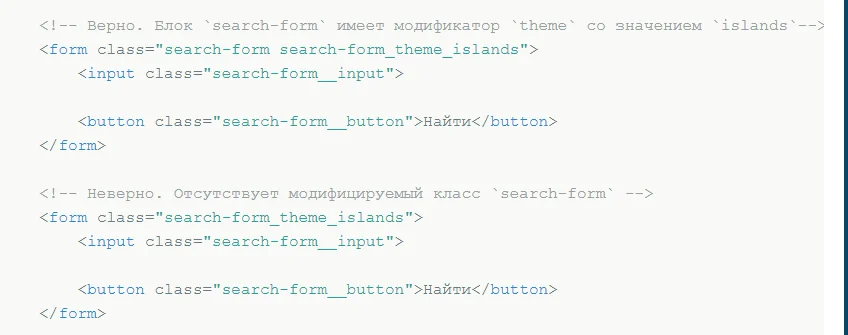 <!-- Верно. Блок `search-form` имеет модификатор `theme` со значением `islands`-->
<form class="search-form search-form_theme_islands">
    <input class="search-form__input">
    <button class="search-form__button">Найти</button>
</form>
<!-- Неверно. Отсутствует модифицируемый класс `search-form` -->
<form class="search-form_theme_islands">
    <input class="search-form__input">
    <button class="search-form__button">Найти</button>
</form>